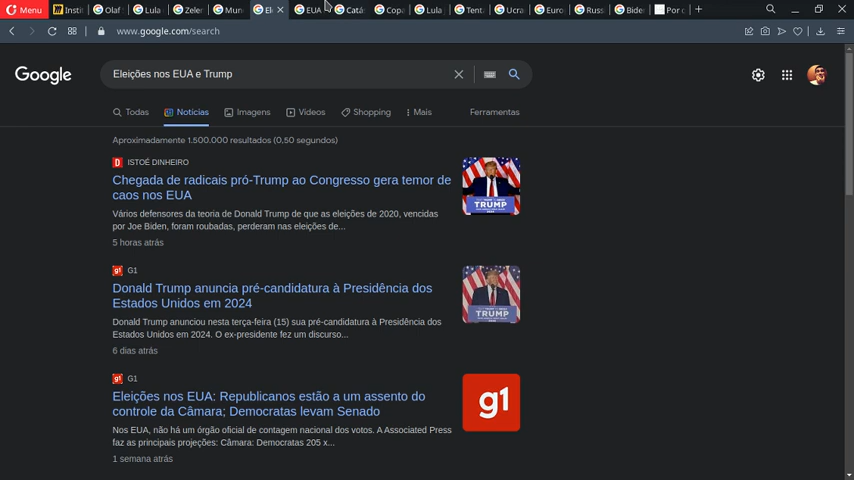 Menu
Instit
Olaf S
Lula
Zelen
Mun
El
EUA
Catá
Copa
Lula j
Tenta
Ucra
Euro
Russ
Biden
Por c
www.google.com/search
Google
Eleições nos EUA e Trump
Todas
Notícias
Imagens
Vídeos
Shopping
Mais
Ferramentas
Aproximadamente 1.500.000 resultados (0,50 segundos)
D ISTOÉ DINHEIRO
Chegada de radicais pró-Trump ao Congresso gera temor de
caos nos EUA
Vários defensores da teoria de Donald Trump de que as eleições de 2020, vencidas
por Joe Biden, foram roubadas, perderam nas eleições de...
5 horas atrás
TRUMP
g1 G1
Donald Trump anuncia pré-candidatura à Presidência dos
Estados Unidos em 2024
Donald Trump anunciou nesta terça-feira (15) sua pré-candidatura à Presidência dos
Estados Unidos em 2024. O ex-presidente fez um discurso...
6 dias atrás
TRUMP
g1 G1
Eleições nos EUA: Republicanos estão a um assento do
controle da Câmara; Democratas levam Senado
Nos EUA, não há um órgão oficial de contagem nacional dos votos. A Associated Press
faz as principais projeções: Câmara: Democratas 205 x...
1 semana atrás
g1